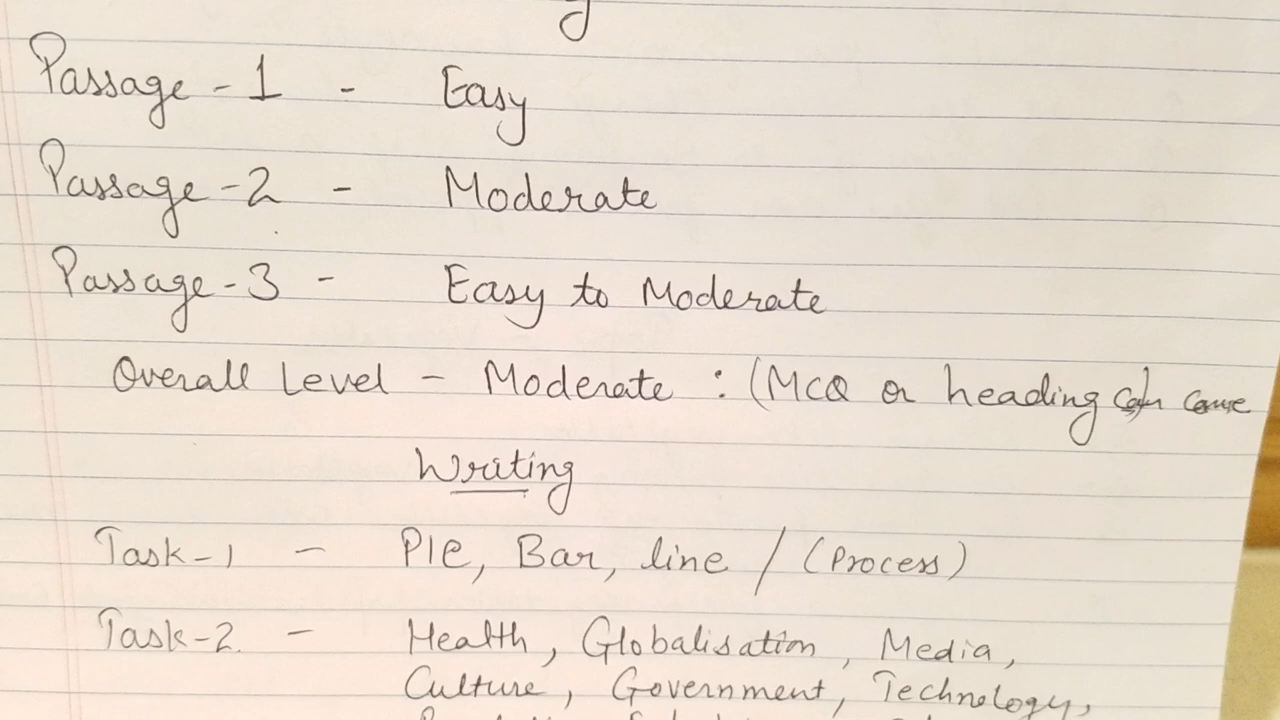 Passage - 1 - Easy
Passage - 2 - Moderate
Passage - 3 - Easy to Moderate
Overall Level - Moderate : (MCQ or heading can cause
Writing
Task-1 - PIe, Bar, line / (Process)
Task-2. - Health, Globalisation, Media,
Culture, Government, Technology,